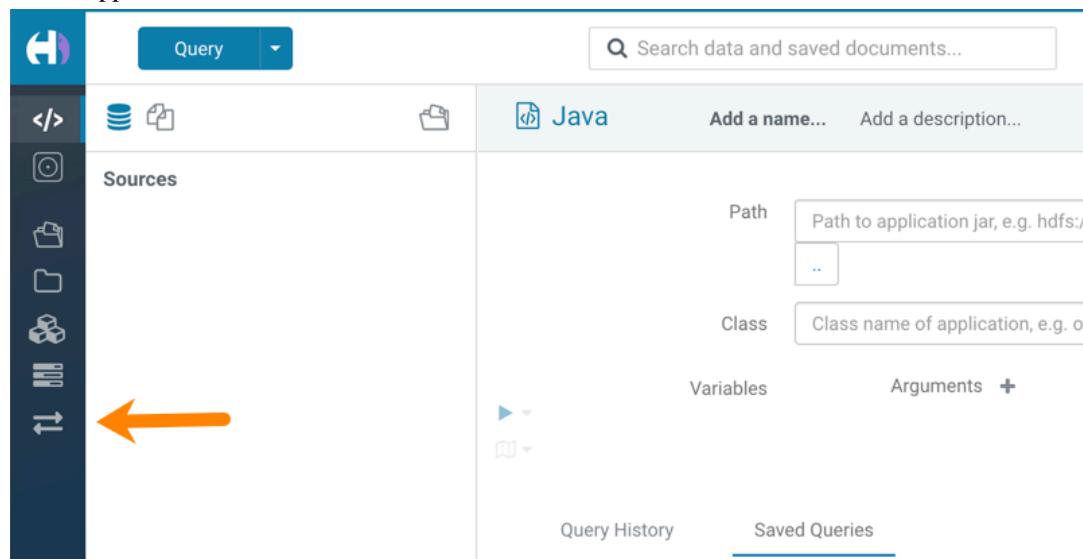 Query
Search data and saved documents...
</>
Java
Add a name...
Add a description...
Sources
Path
Path to application jar, e.g. hdfs:/
..
Class
Class name of application, e.g. o
Variables
Arguments +
Query History
Saved Queries